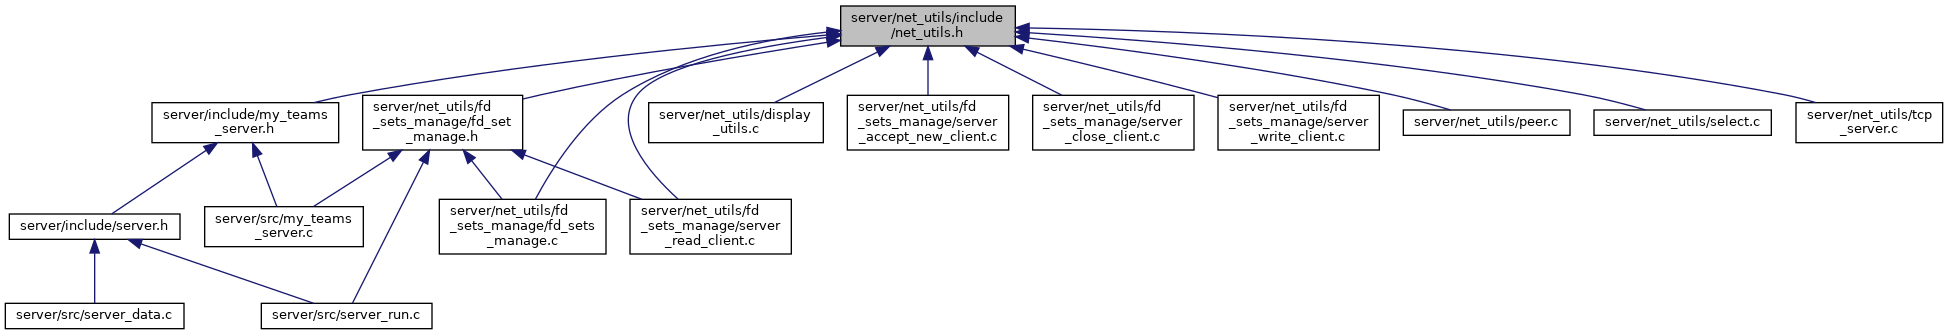 server/net_utils/include
/net_utils.h
server/include/my_teams
_server.h
server/net_utils/fd
_sets_manage/fd_set
_manage.h
server/net_utils/display
_utils.c
server/net_utils/fd
_sets_manage/server
_accept_new_client.c
server/net_utils/fd
_sets_manage/server
_close_client.c
server/net_utils/fd
_sets_manage/server
_write_client.c
server/net_utils/peer.c
server/net_utils/select.c
server/net_utils/tcp
_server.c
server/include/server.h
server/src/my_teams
_server.c
server/net_utils/fd
_sets_manage/fd_sets
_manage.c
server/net_utils/fd
_sets_manage/server
_read_client.c
server/src/server_data.c
server/src/server_run.c